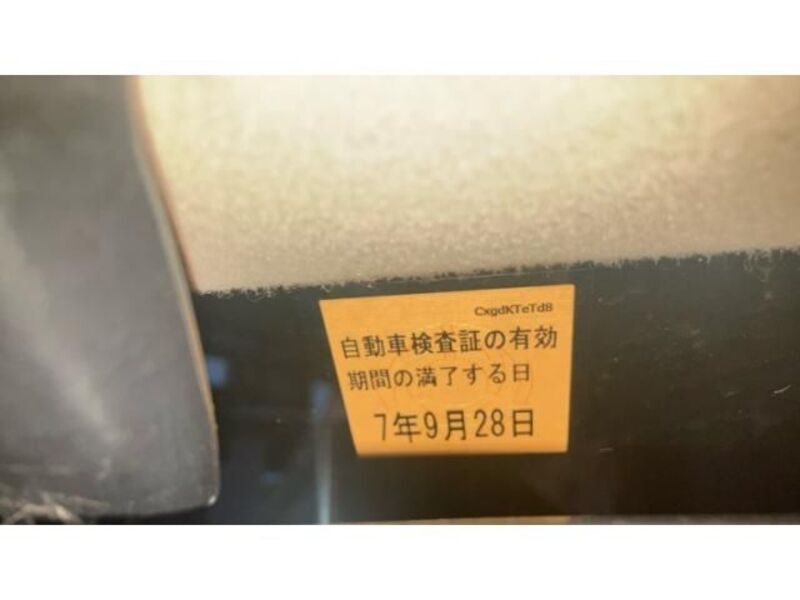 CxgdKTeTd8
自動車検査証の有効
期間の満了する日
7年9月28日